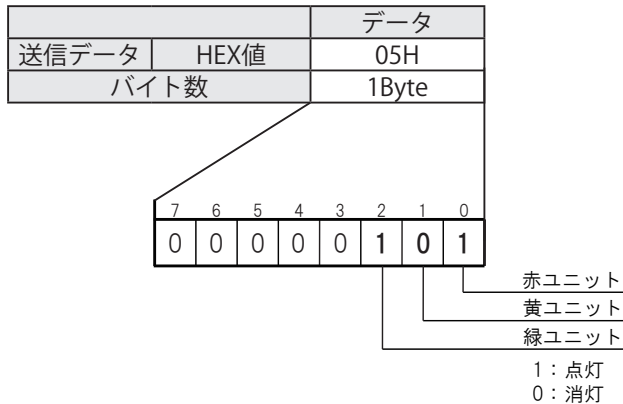 データ
送信データ HEX値 05H
バイト数 1Byte
7 6 5 4 3 2 1 0
0 0 0 0 0 1 0 1
赤ユニット
黄ユニット
緑ユニット
1：点灯
0：消灯